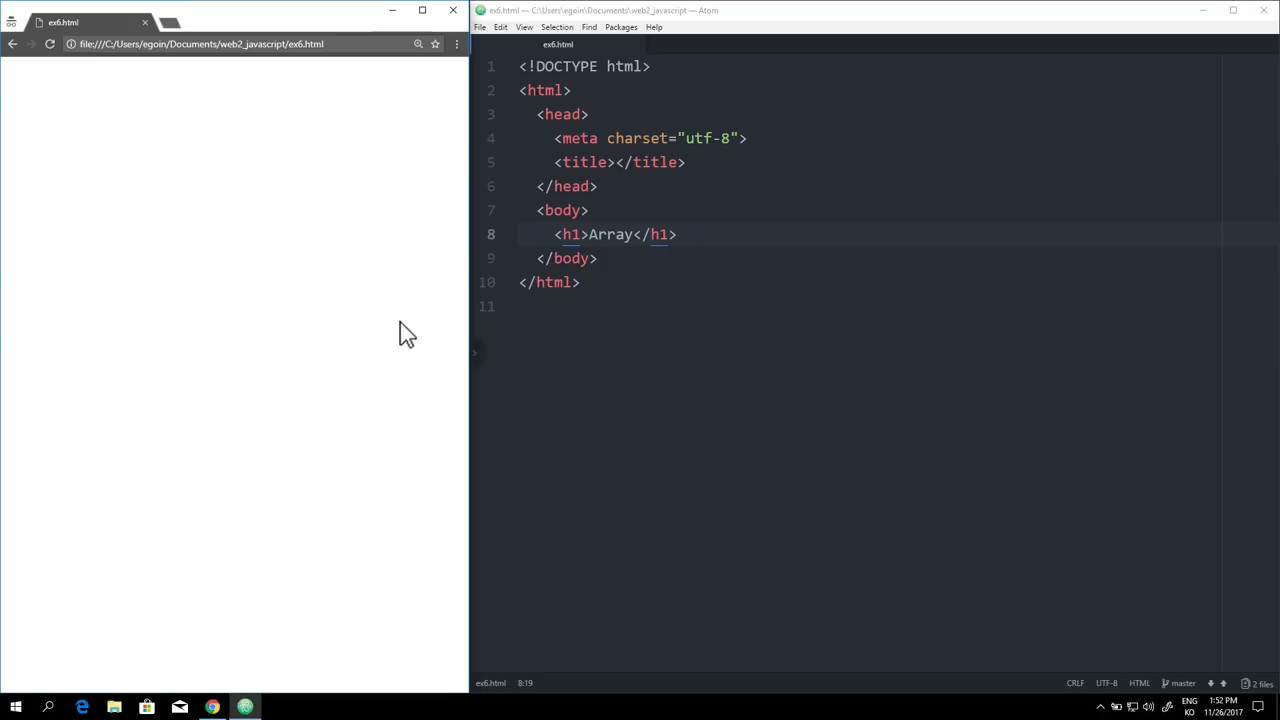 ex6.html
file:///C:/Users/egoin/Documents/web2_javascript/ex6.html
ex6.html — C:\Users\egoin\Documents\web2_javascript — Atom
File Edit View Selection Find Packages Help
ex6.html
1 <!DOCTYPE html>
2 <html>
3 <head>
4 <meta charset="utf-8">
5 <title></title>
6 </head>
7 <body>
8 <h1>Array</h1>
9 </body>
10 </html>
11
ex6.html 8:19
CRLF UTF-8 HTML master 2 files
ENG
KO
1:52 PM
11/26/2017